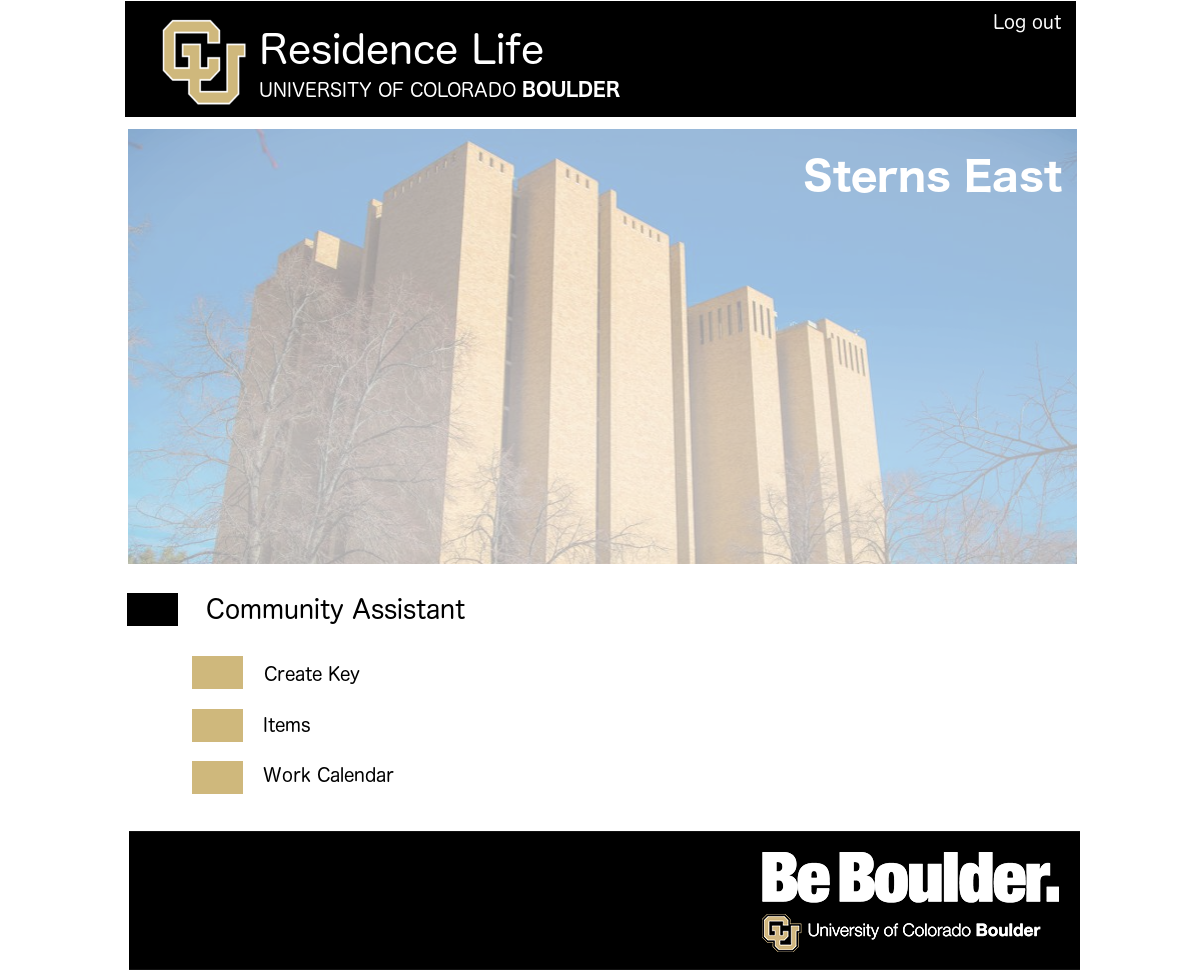 Log out
Residence Life
UNIVERSITY OF COLORADO BOULDER
Sterns East
Community Assistant
Create Key
Items
Work Calendar
Be Boulder.
University of Colorado Boulder